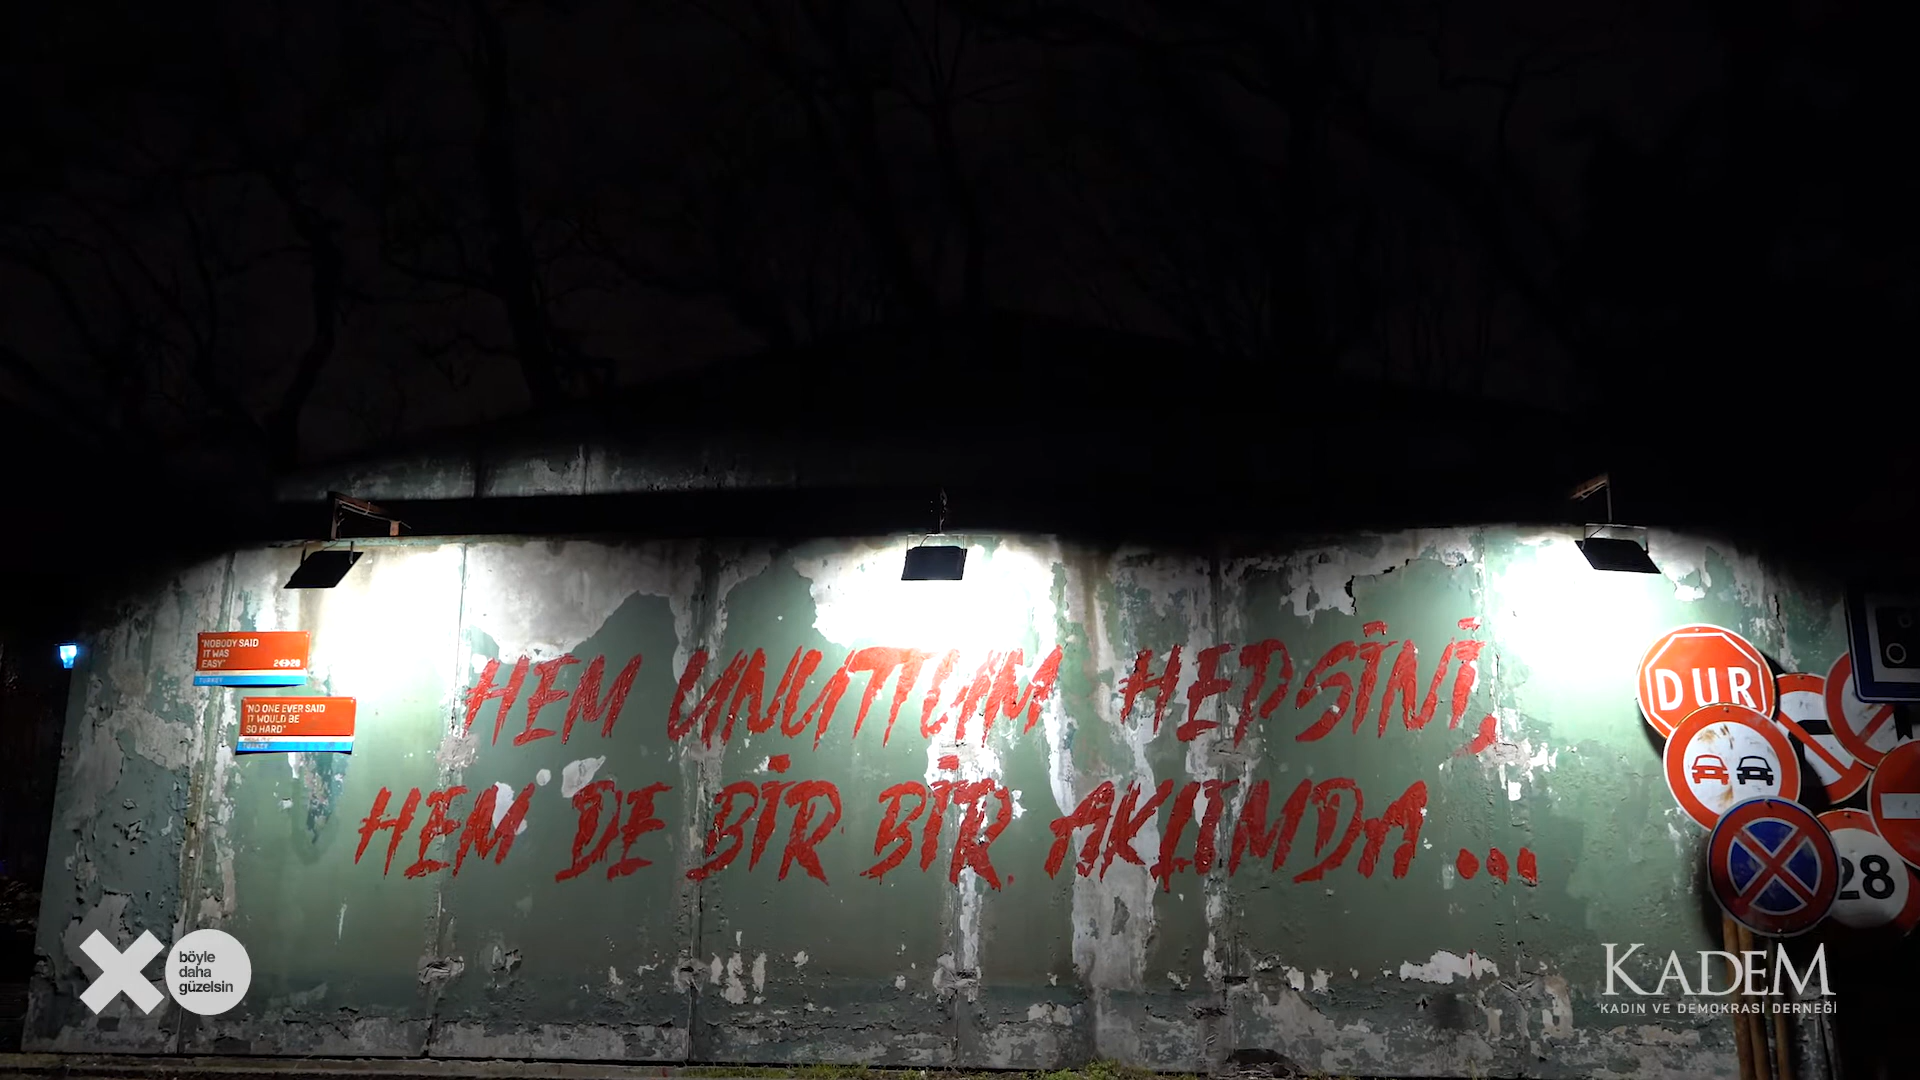 "NOBODY SAID
IT WAS
EASY"
TURKEY
"NO ONE EVER SAID
IT WOULD BE
SO HARD"
TURKEY
HEM UNUTTUM HEPSİNİ,
HEM DE BİR BİR AKLIMDA...
DUR
28
böyle
daha
güzelsin
KADEM
KADIN VE DEMOKRASİ DERNEĞİ